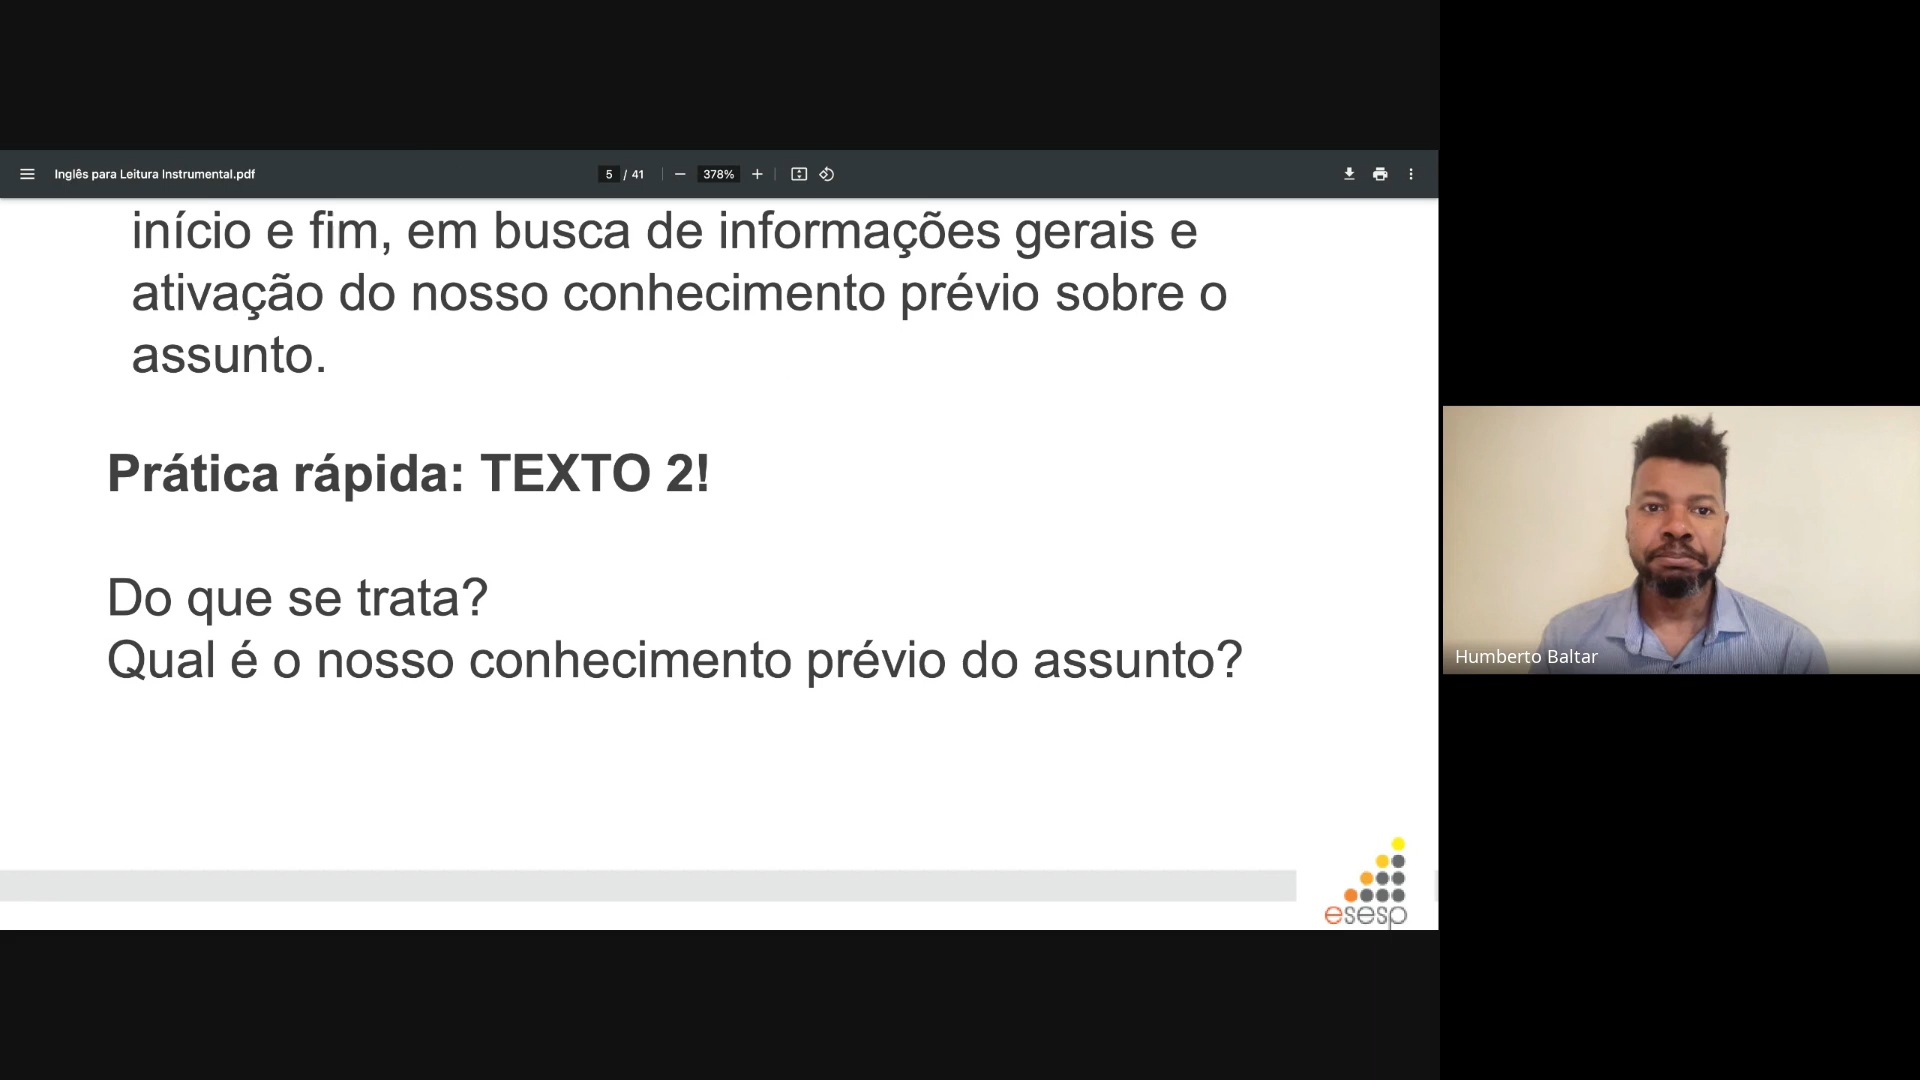 Inglês para Leitura Instrumental.pdf
5 / 41
378%
início e fim, em busca de informações gerais e
ativação do nosso conhecimento prévio sobre o
assunto.
Prática rápida: TEXTO 2!
Do que se trata?
Qual é o nosso conhecimento prévio do assunto?
esesp
Humberto Baltar